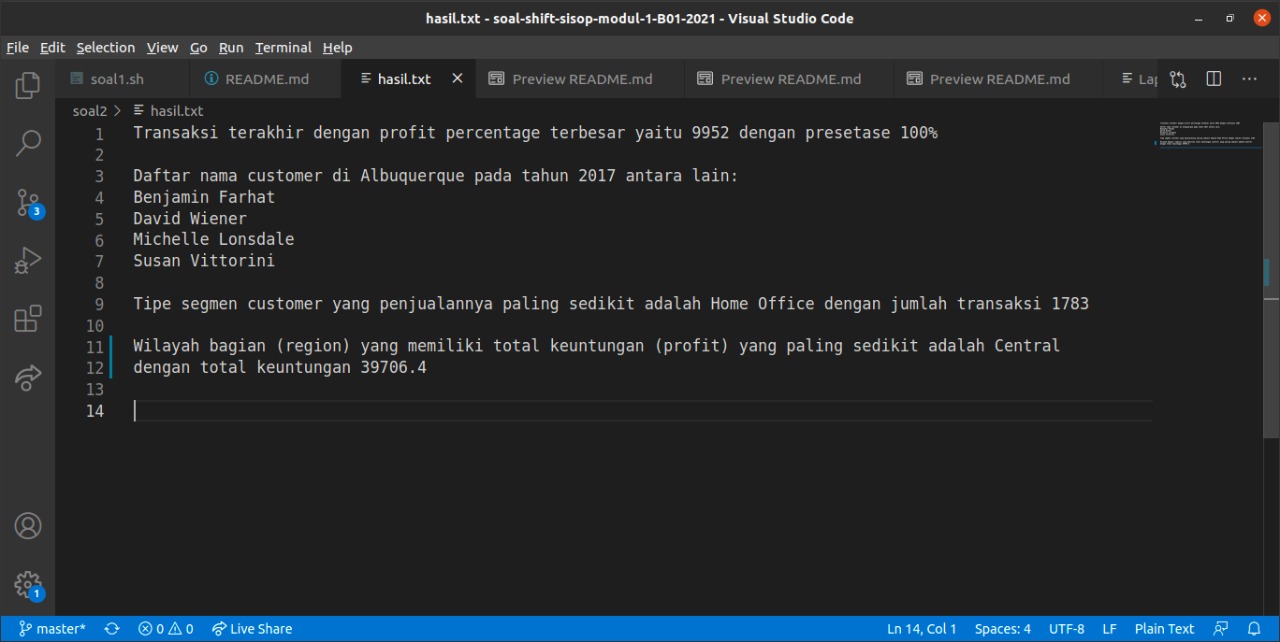 hasil.txt - soal-shift-sisop-modul-1-B01-2021 - Visual Studio Code
File Edit Selection View Go Run Terminal Help
soal1.sh README.md hasil.txt Preview README.md Preview README.md Preview README.md
soal2 > hasil.txt
1 Transaksi terakhir dengan profit percentage terbesar yaitu 9952 dengan presetase 100%
2
3 Daftar nama customer di Albuquerque pada tahun 2017 antara lain:
4 Benjamin Farhat
5 David Wiener
6 Michelle Lonsdale
7 Susan Vittorini
8
9 Tipe segmen customer yang penjualannya paling sedikit adalah Home Office dengan jumlah transaksi 1783
10
11 Wilayah bagian (region) yang memiliki total keuntungan (profit) yang paling sedikit adalah Central
12 dengan total keuntungan 39706.4
13
14
3
1
master* 0 0 Live Share Ln 14, Col 1 Spaces: 4 UTF-8 LF Plain Text